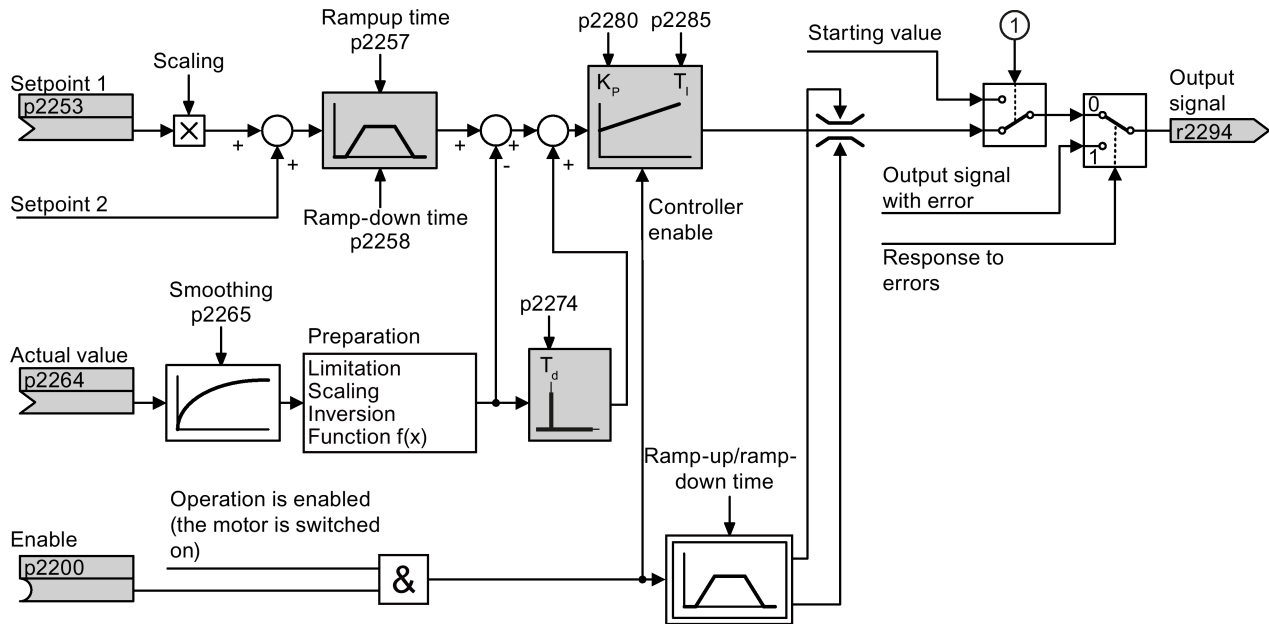 Rampup time
p2257
p2280
p2285
Starting value
1
Scaling
Setpoint 1
p2253
K_P
T_I
Output
signal
r2294
0
1
+
+
+
-
+
+
Setpoint 2
Ramp-down time
p2258
Controller
enable
Output signal
with error
Response to
errors
Smoothing
p2265
p2274
Preparation
Actual value
p2264
Limitation
Scaling
Inversion
Function f(x)
T_d
Ramp-up/ramp-
down time
Operation is enabled
(the motor is switched
on)
Enable
p2200
&